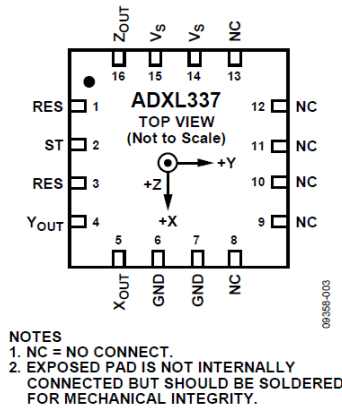 ZOUT VS VS NC
16 15 14 13
ADXL337
TOP VIEW
(Not to Scale)
RES 1
ST 2
RES 3
YOUT 4
12 NC
11 NC
10 NC
9 NC
+Y
+Z
+X
5 6 7 8
XOUT GND GND NC
09358-003
NOTES
1. NC = NO CONNECT.
2. EXPOSED PAD IS NOT INTERNALLY
CONNECTED BUT SHOULD BE SOLDERED
FOR MECHANICAL INTEGRITY.